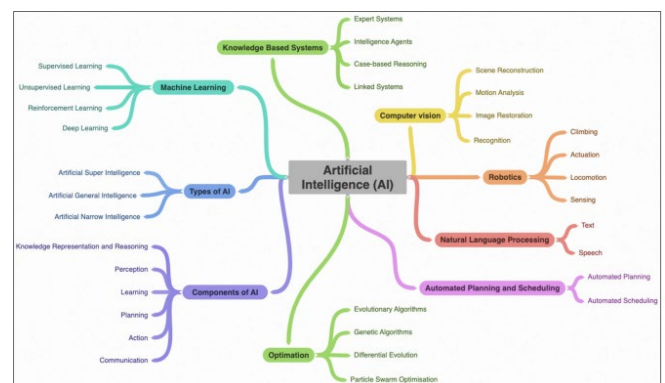 Artificial
Intelligence (AI)
Knowledge Based Systems
Expert Systems
Intelligence Agents
Case-based Reasoning
Linked Systems
Computer vision
Scene Reconstruction
Motion Analysis
Image Restoration
Recognition
Robotics
Climbing
Actuation
Locomotion
Sensing
Natural Language Processing
Text
Speech
Automated Planning and Scheduling
Automated Planning
Automated Scheduling
Optimation
Evolutionary Algorithms
Genetic Algorithms
Differential Evolution
Particle Swarm Optimisation
Components of AI
Knowledge Representation and Reasoning
Perception
Learning
Planning
Action
Communication
Types of AI
Artificial Super Intelligence
Artificial General Intelligence
Artificial Narrow Intelligence
Machine Learning
Supervised Learning
Unsupervised Learning
Reinforcement Learning
Deep Learning